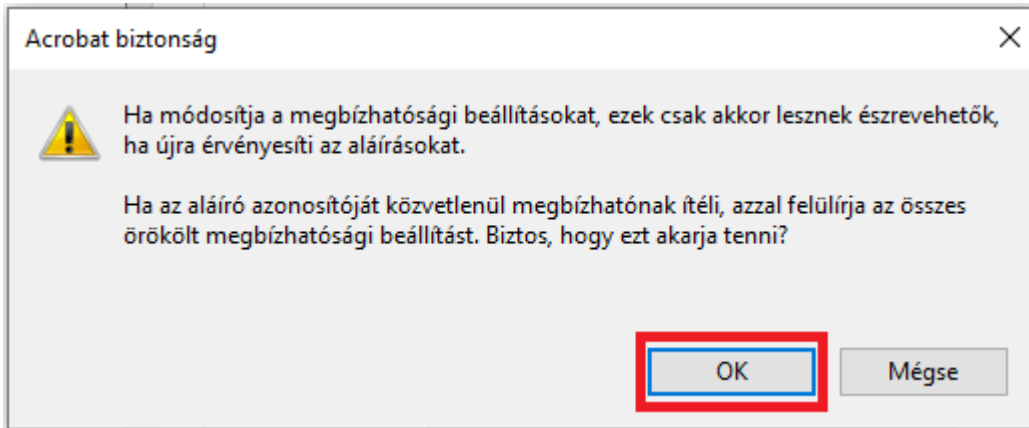 Acrobat biztonság
Ha módosítja a megbízhatósági beállításokat, ezek csak akkor lesznek észrevehetők,
ha újra érvényesíti az aláírásokat.
Ha az aláíró azonosítóját közvetlenül megbízhatónak ítéli, azzal felülírja az összes
örökölt megbízhatósági beállítást. Biztos, hogy ezt akarja tenni?
OK
Mégse